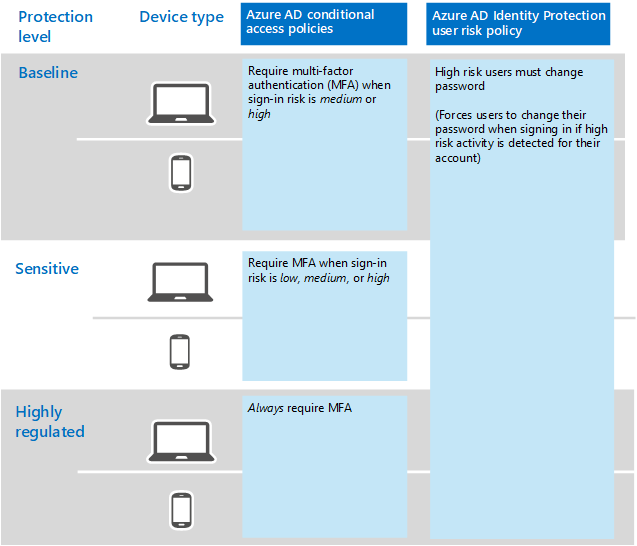 Protection level
Device type
Azure AD conditional
access policies
Azure AD Identity Protection
user risk policy
Baseline
Require multi-factor
authentication (MFA) when
sign-in risk is medium or
high
High risk users must change
password
(Forces users to change their
password when signing in if high
risk activity is detected for their
account)
Sensitive
Require MFA when sign-in
risk is low, medium, or high
Highly
regulated
Always require MFA